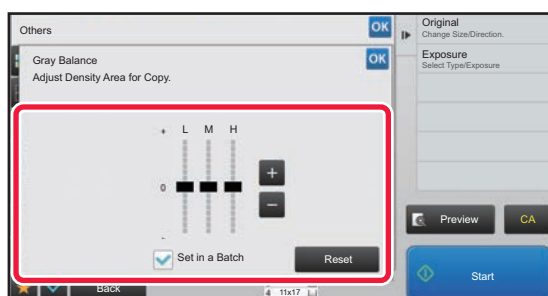 Others
OK
Gray Balance
OK
Adjust Density Area for Copy.
L M H
+
0
-
+
-
Set in a Batch
Reset
Back
4 11x17
Original
Change Size/Direction.
Exposure
Select Type/Exposure
Preview
CA
Start